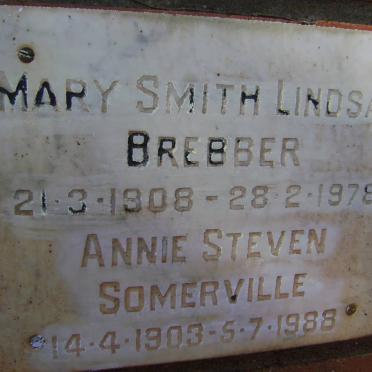 MARY SMITH LINDSA
BREBBER
21·3·1908 - 28·2·1978
ANNIE STEVEN
SOMERVILLE
14·4·1903-5·7·1988